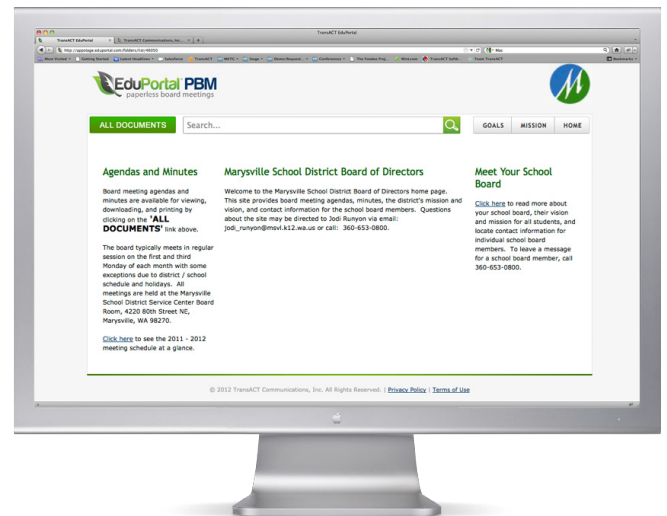 TransACT EduPortal
TransACT EduPortal
TransACT Communications, Inc...
EduPortal PBM
paperless board meetings
M
ALL DOCUMENTS
Search...
GOALS
MISSION
HOME
Agendas and Minutes
Board meeting agendas and
minutes are available for viewing,
downloading, and printing by
clicking on the 'ALL
DOCUMENTS' link above.
The board typically meets in regular
session on the first and third
Monday of each month with some
exceptions due to district / school
schedule and holidays. All
meetings are held at the Marysville
School District Service Center Board
Room, 4220 80th Street NE,
Marysville, WA 98270.
Click here to see the 2011 - 2012
meeting schedule at a glance.
Marysville School District Board of Directors
Welcome to the Marysville School District Board of Directors home page.
This site provides board meeting agendas, minutes, the district's mission and
vision, and contact information for the school board members. Questions
about the site may be directed to Jodi Runyon via email:
jodi_runyon@msvl.k12.wa.us or call: 360-653-0800.
Meet Your School
Board
Click here to read more about
your school board, their vision
and mission for all students, and
locate contact information for
individual school board
members. To leave a message
for a school board member, call
360-653-0800.
© 2012 TransACT Communications, Inc. All Rights Reserved. | Privacy Policy | Terms of Use